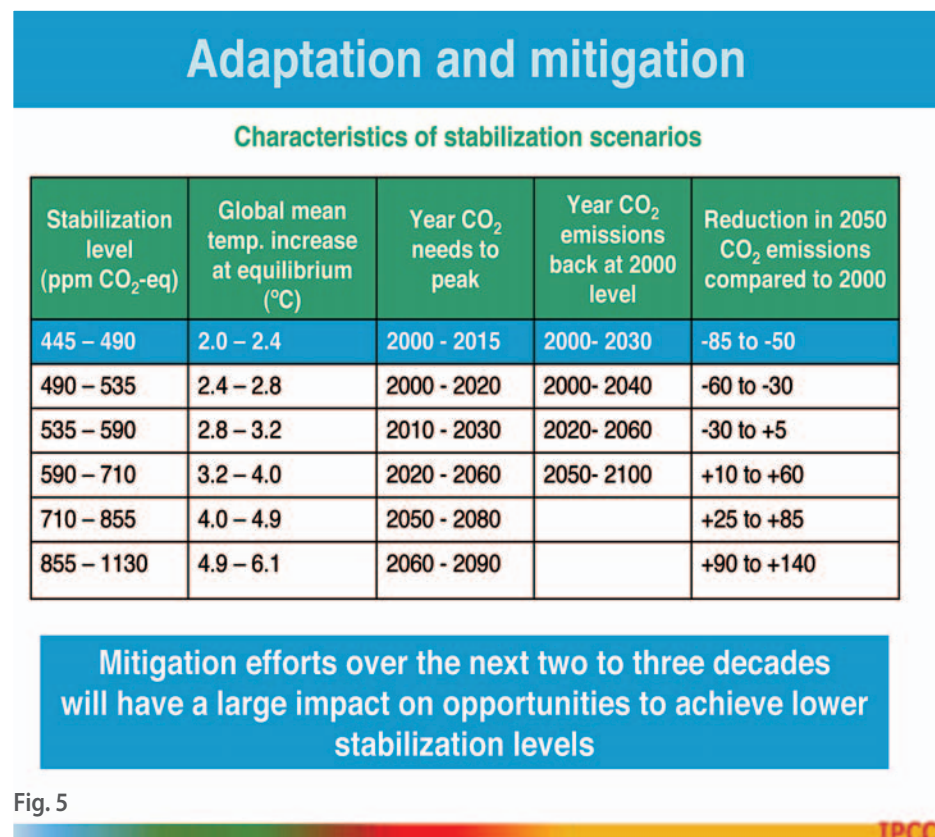 Adaptation and mitigation
Characteristics of stabilization scenarios
Stabilization level (ppm CO₂-eq) Global mean temp. increase at equilibrium (ºC) Year CO₂ needs to peak Year CO₂ emissions back at 2000 level Reduction in 2050 CO₂ emissions compared to 2000
445 – 490 2.0 – 2.4 2000 - 2015 2000- 2030 -85 to -50
490 – 535 2.4 – 2.8 2000 - 2020 2000- 2040 -60 to -30
535 – 590 2.8 – 3.2 2010 - 2030 2020- 2060 -30 to +5
590 – 710 3.2 – 4.0 2020 - 2060 2050- 2100 +10 to +60
710 – 855 4.0 – 4.9 2050 - 2080 +25 to +85
855 – 1130 4.9 – 6.1 2060 - 2090 +90 to +140
Mitigation efforts over the next two to three decades
will have a large impact on opportunities to achieve lower
stabilization levels
Fig. 5
IPCC